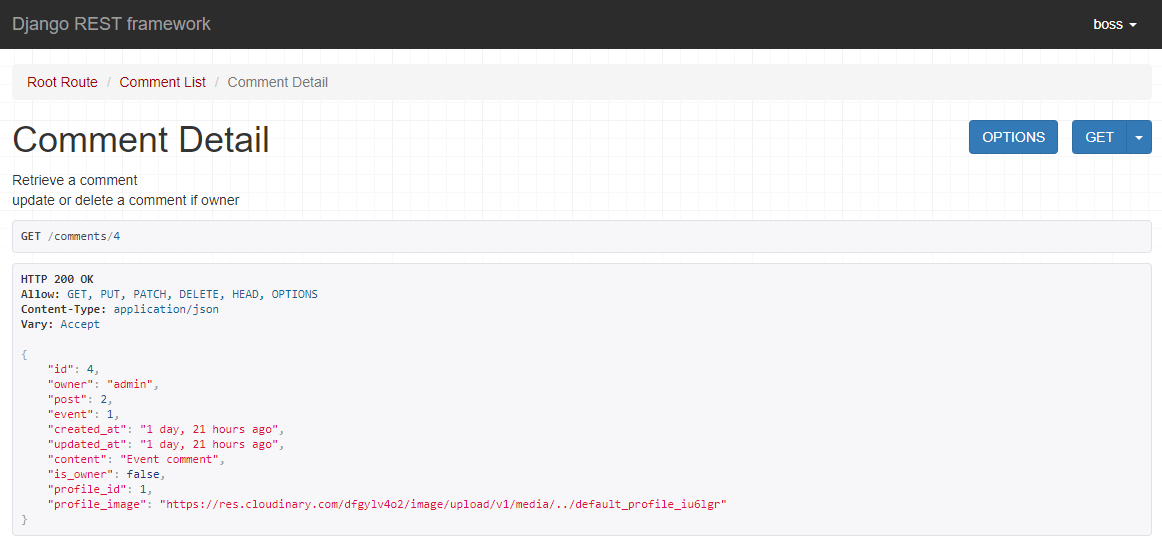 Django REST framework
boss
Root Route / Comment List / Comment Detail
Comment Detail
OPTIONS
GET
Retrieve a comment
update or delete a comment if owner
GET /comments/4
HTTP 200 OK
Allow: GET, PUT, PATCH, DELETE, HEAD, OPTIONS
Content-Type: application/json
Vary: Accept
{
    "id": 4,
    "owner": "admin",
    "post": 2,
    "event": 1,
    "created_at": "1 day, 21 hours ago",
    "updated_at": "1 day, 21 hours ago",
    "content": "Event comment",
    "is_owner": false,
    "profile_id": 1,
    "profile_image": "https://res.cloudinary.com/dfgylv4o2/image/upload/v1/media/../default_profile_iu6lgr"
}